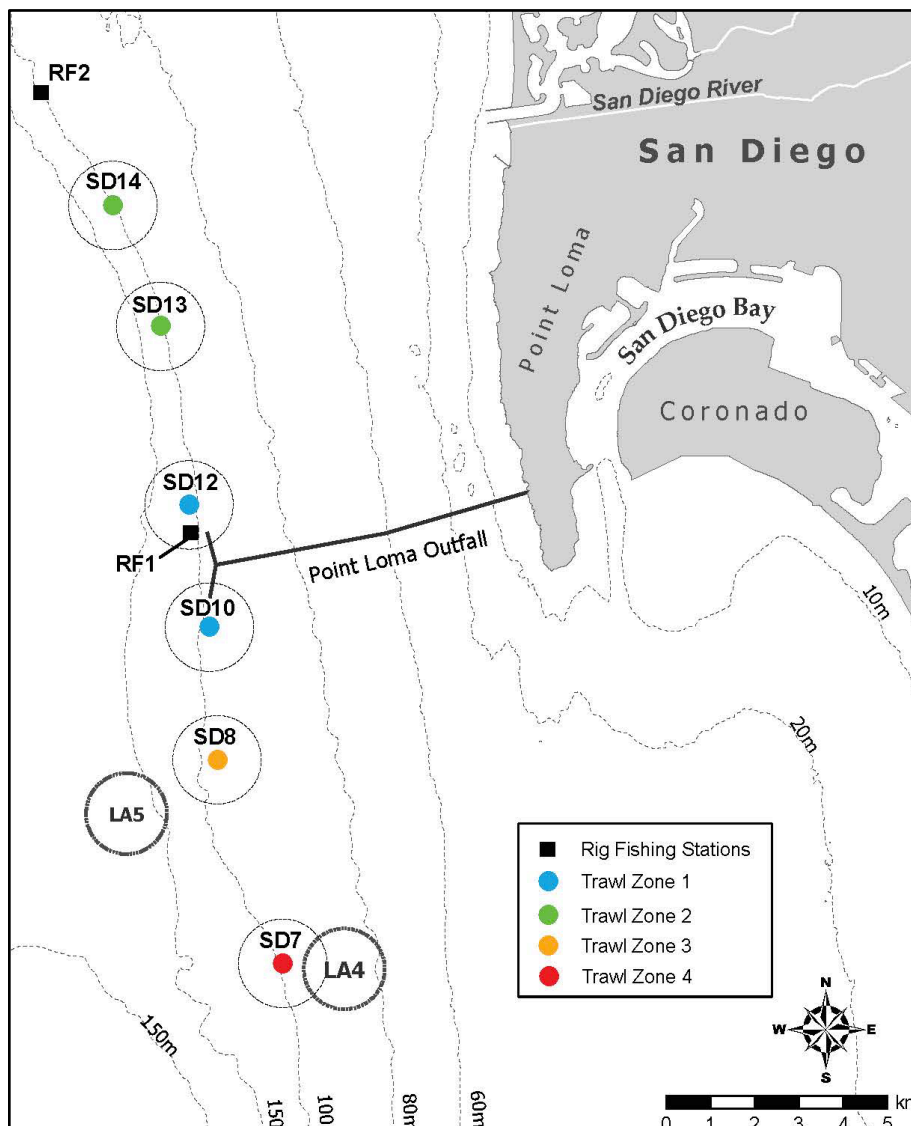 RF2
San Diego River
San Diego
SD14
Point Loma
SD13
San Diego Bay
Coronado
SD12
RF1
Point Loma Outfall
SD10
10m
SD8
20m
LA5
Rig Fishing Stations
Trawl Zone 1
Trawl Zone 2
Trawl Zone 3
Trawl Zone 4
SD7
LA4
N
W
E
S
150m
150
100
80m
60m
km
0 1 2 3 4 5